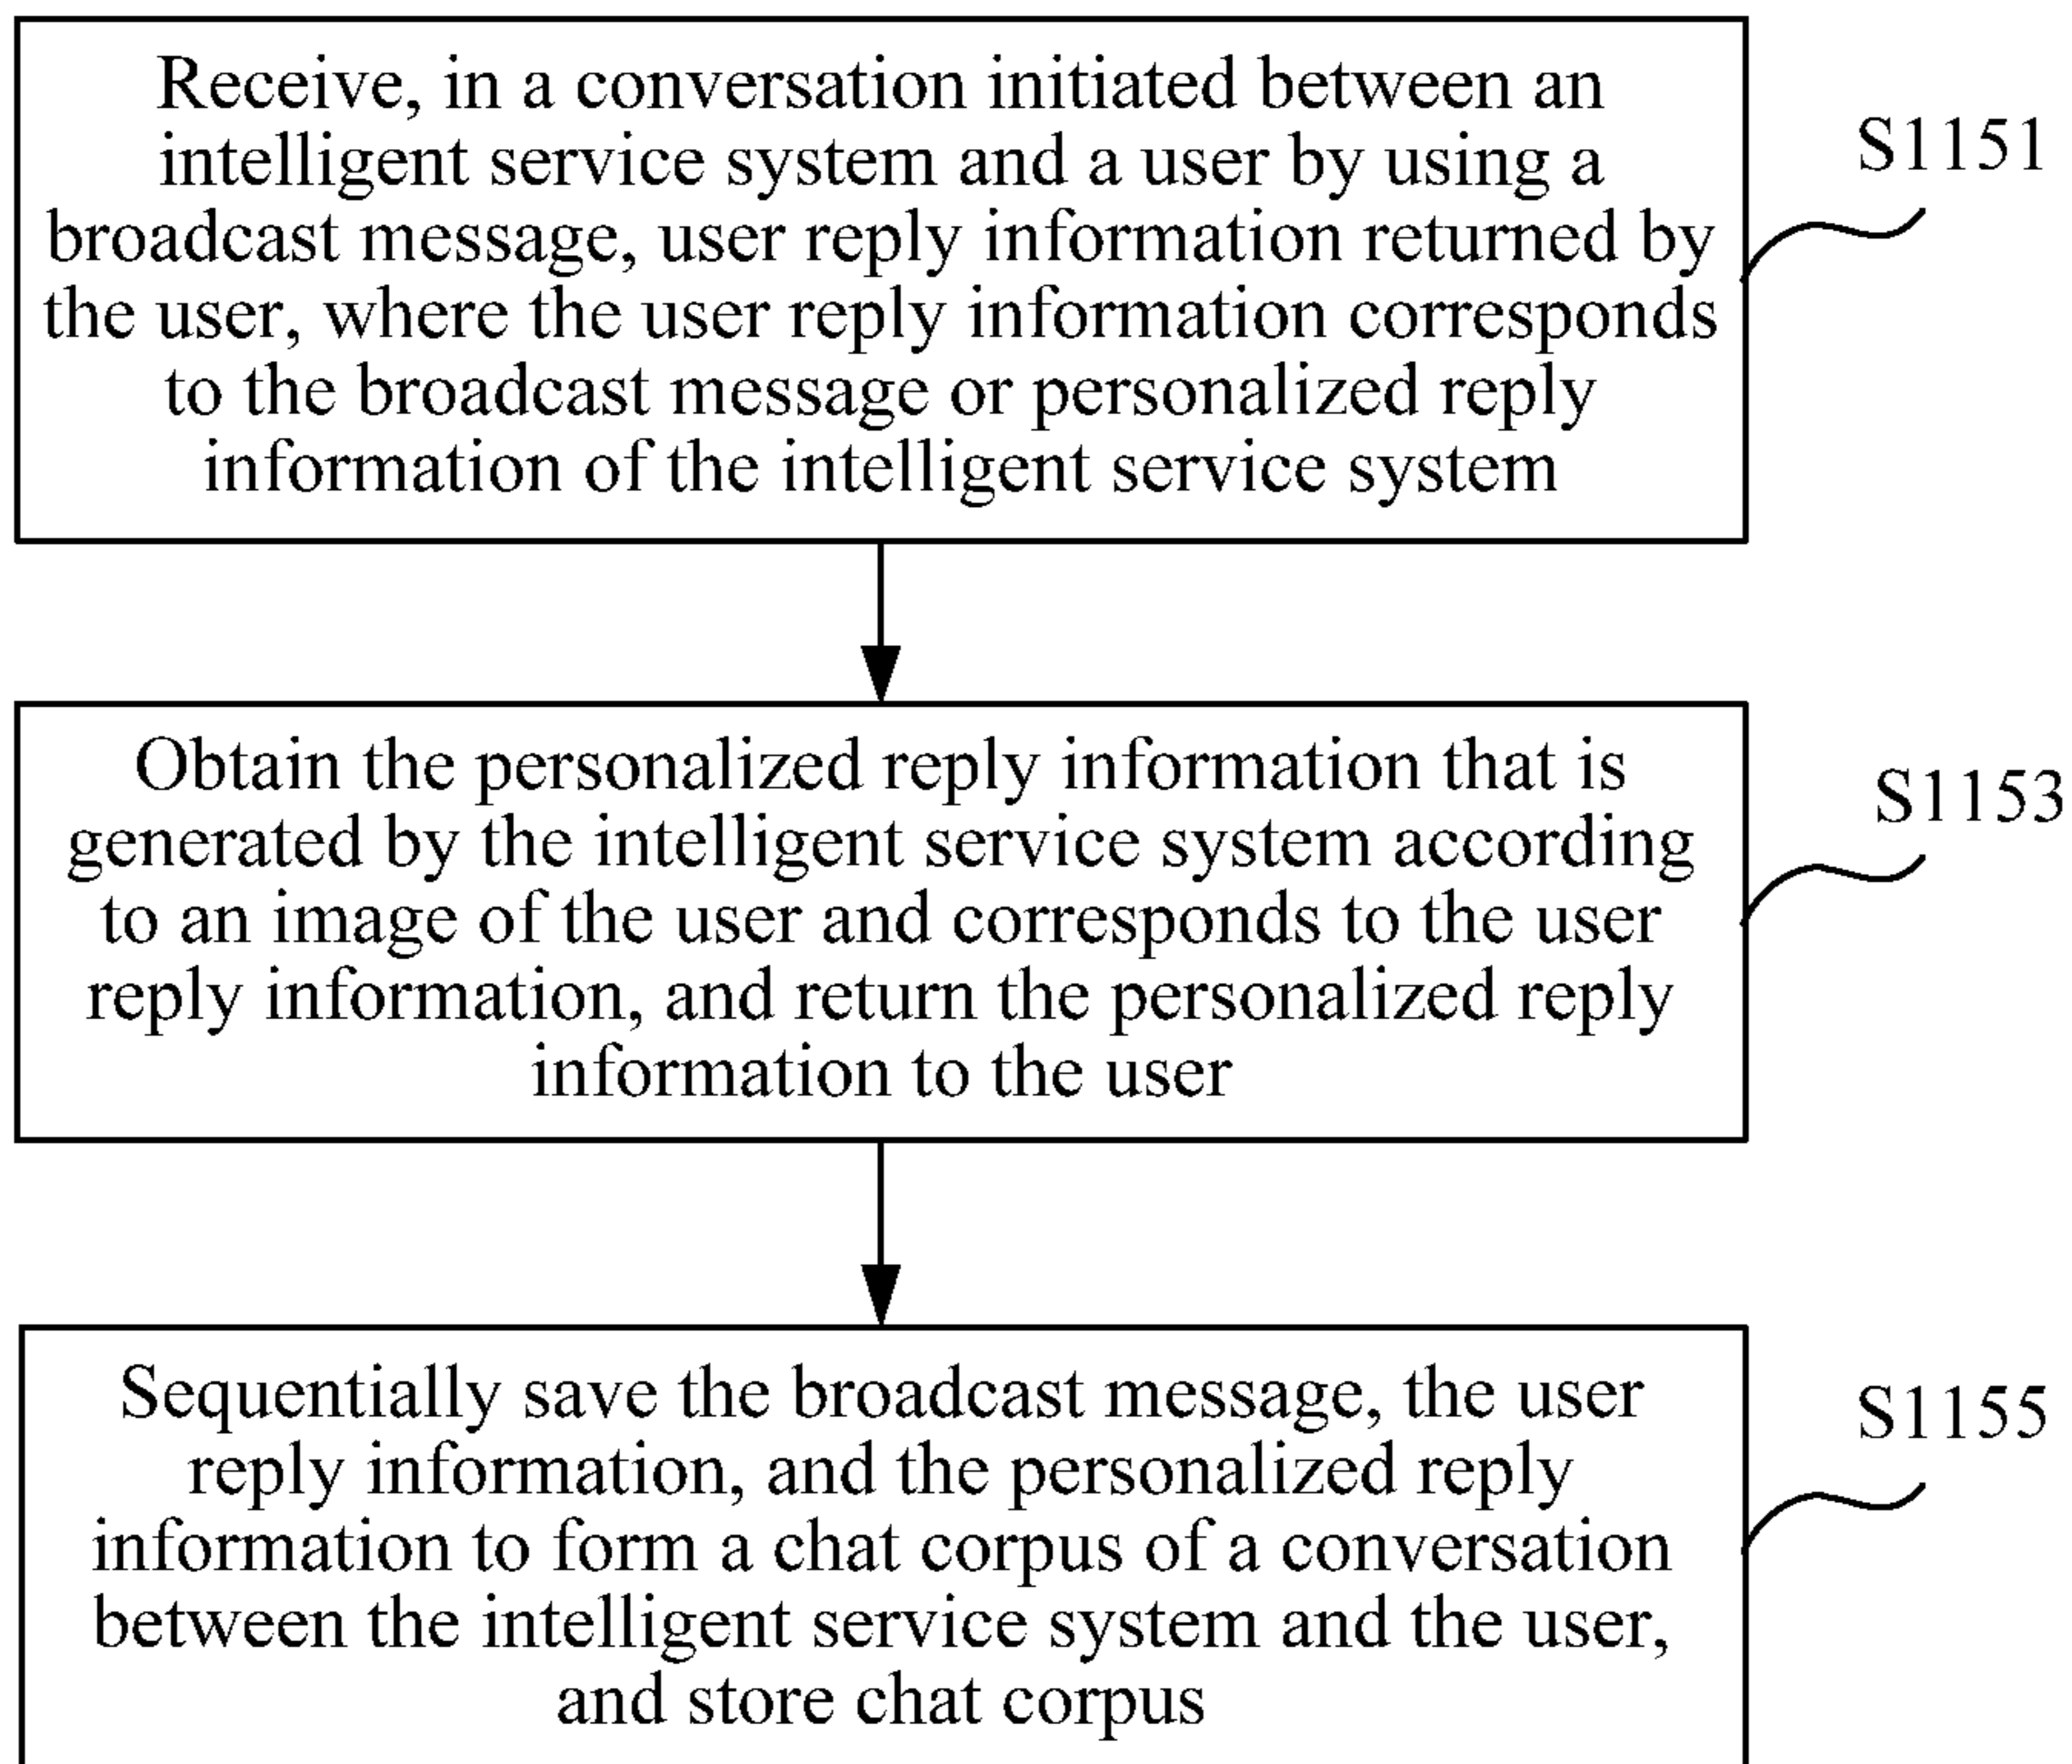 Receive, in a conversation initiated between an
intelligent service system and a user by using a
broadcast message, user reply information returned by
the user, where the user reply information corresponds
to the broadcast message or personalized reply
information of the intelligent service system
S1151
Obtain the personalized reply information that is
generated by the intelligent service system according
to an image of the user and corresponds to the user
reply information, and return the personalized reply
information to the user
S1153
Sequentially save the broadcast message, the user
reply information, and the personalized reply
information to form a chat corpus of a conversation
between the intelligent service system and the user,
and store chat corpus
S1155